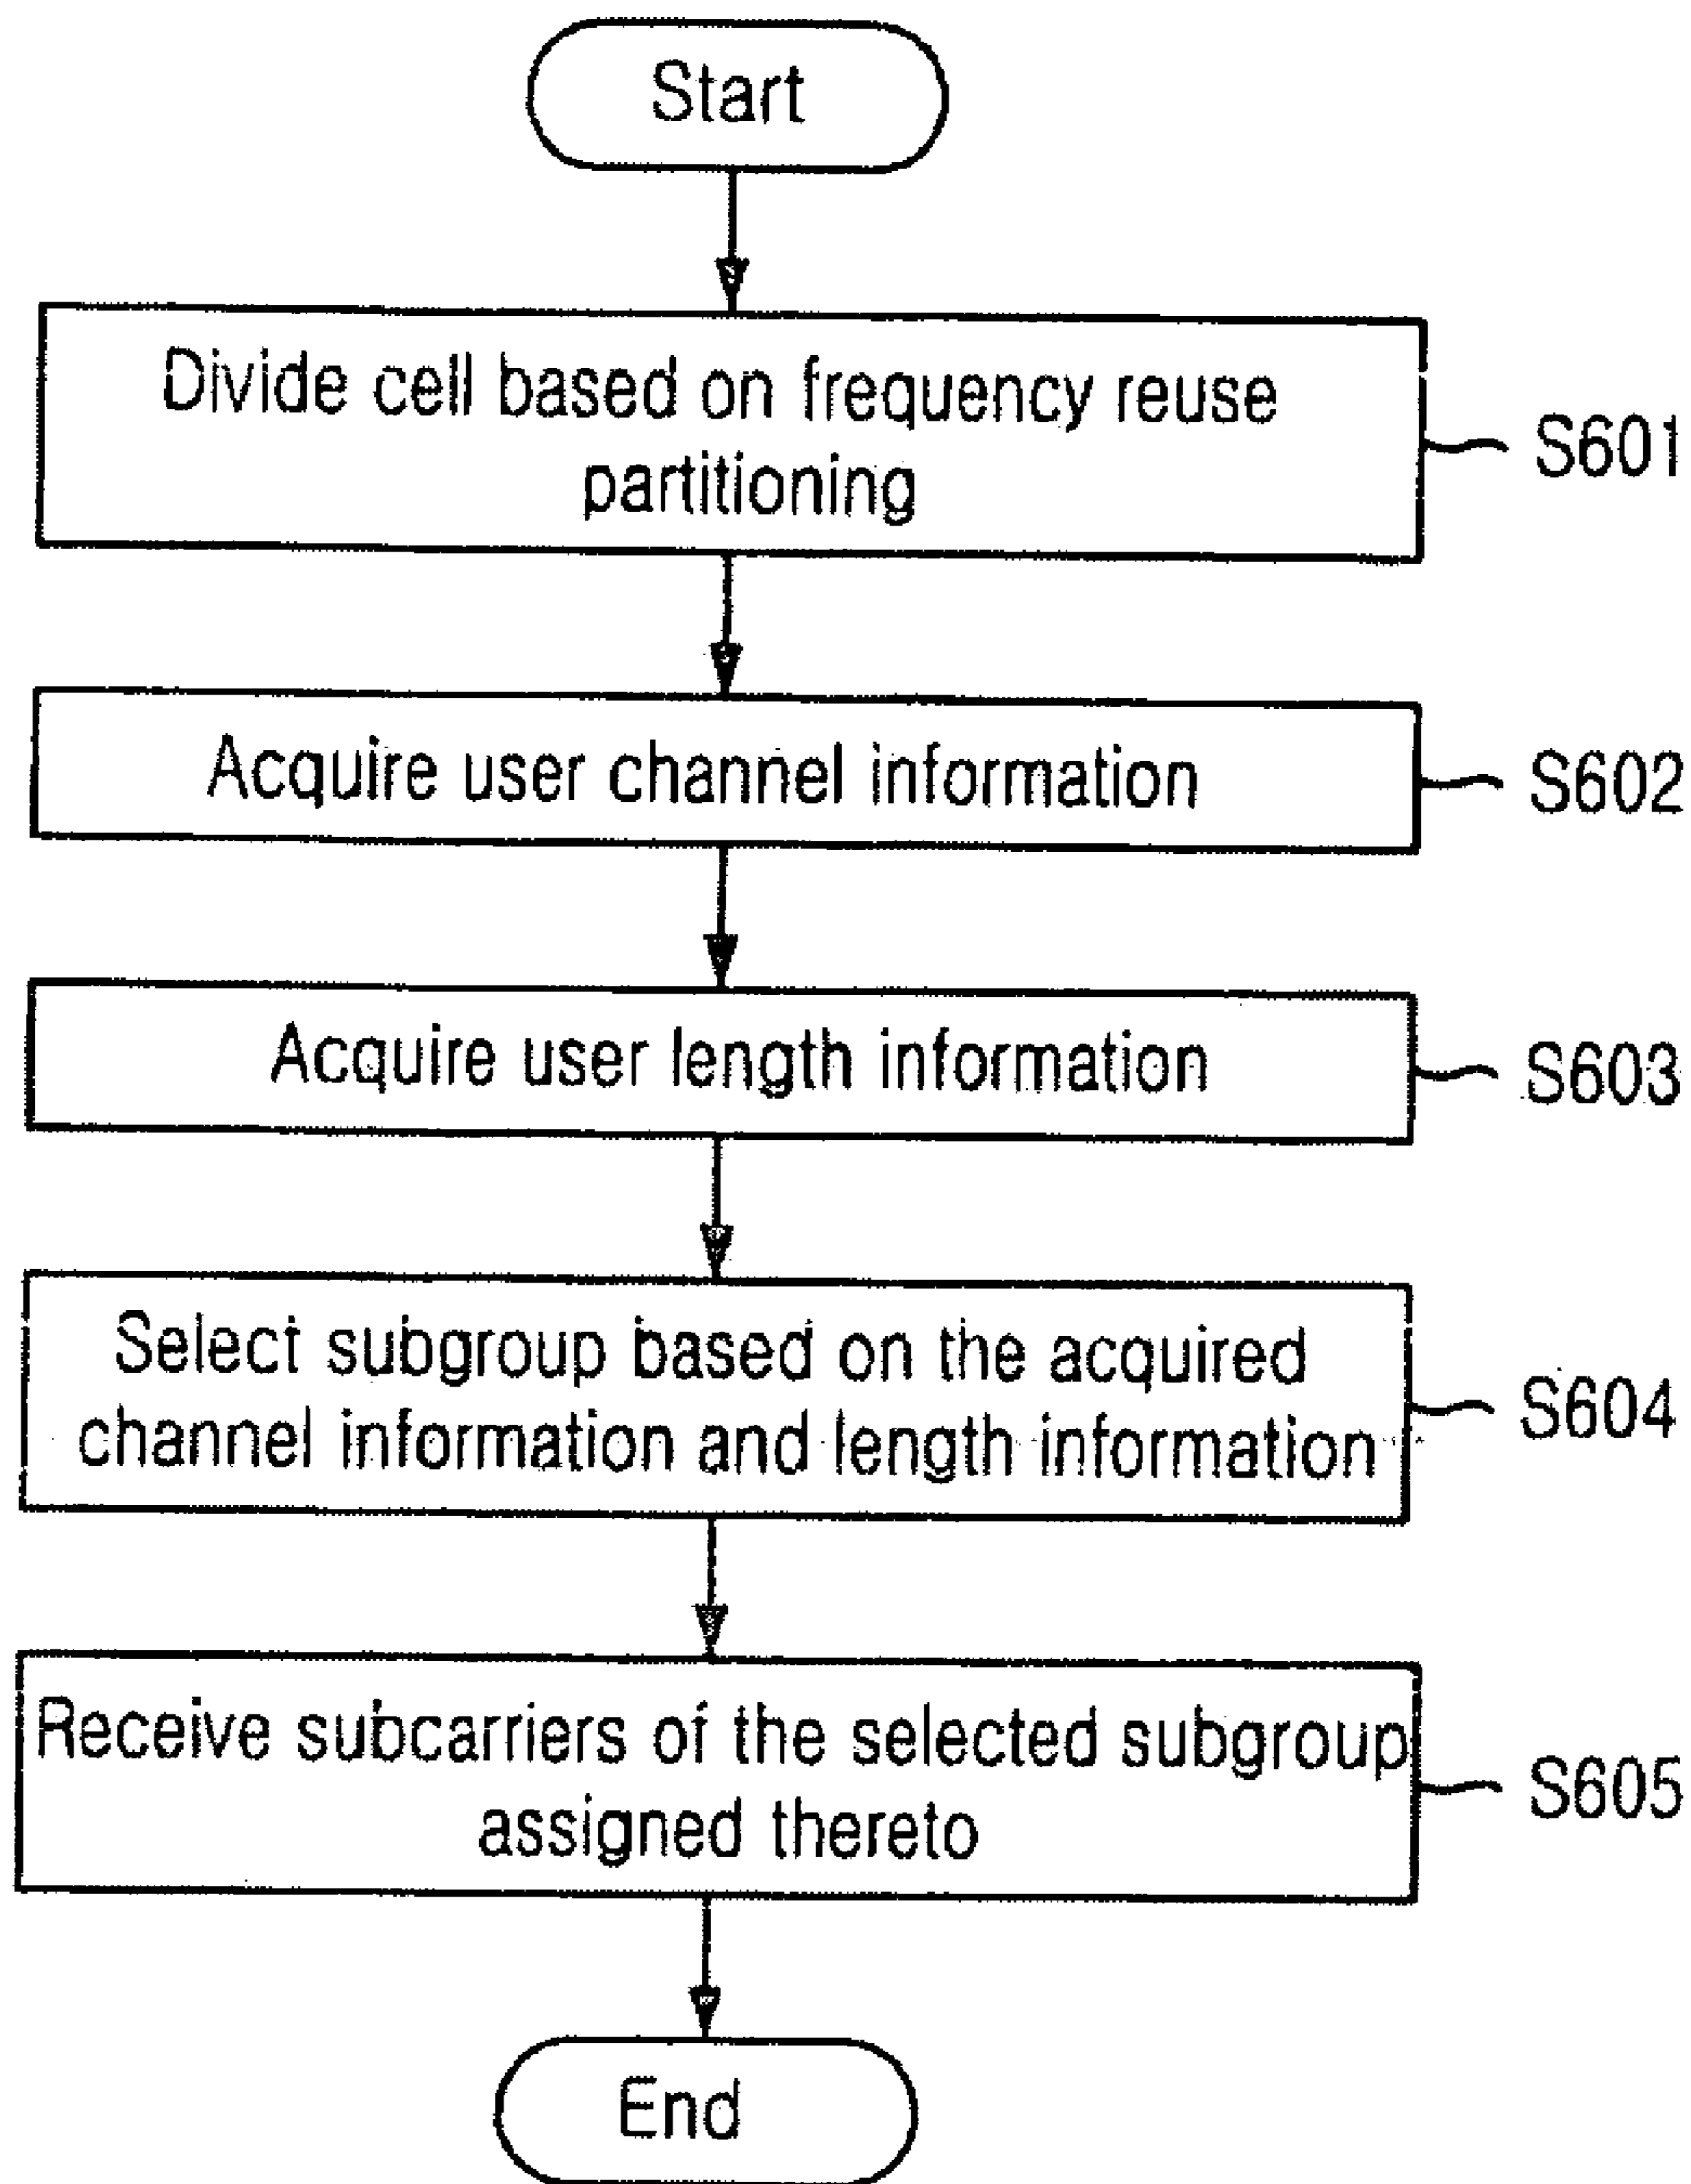 Start
Divide cell based on frequency reuse
partitioning
S601
Acquire user channel information
S602
Acquire user length information
S603
Select subgroup based on the acquired
channel information and length information
S604
Receive subcarriers of the selected subgroup
assigned thereto
S605
End